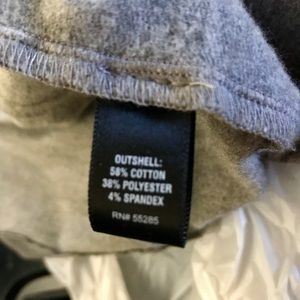 OUTSHELL:
58% COTTON
38% POLYESTER
4% SPANDEX
RN# 55285